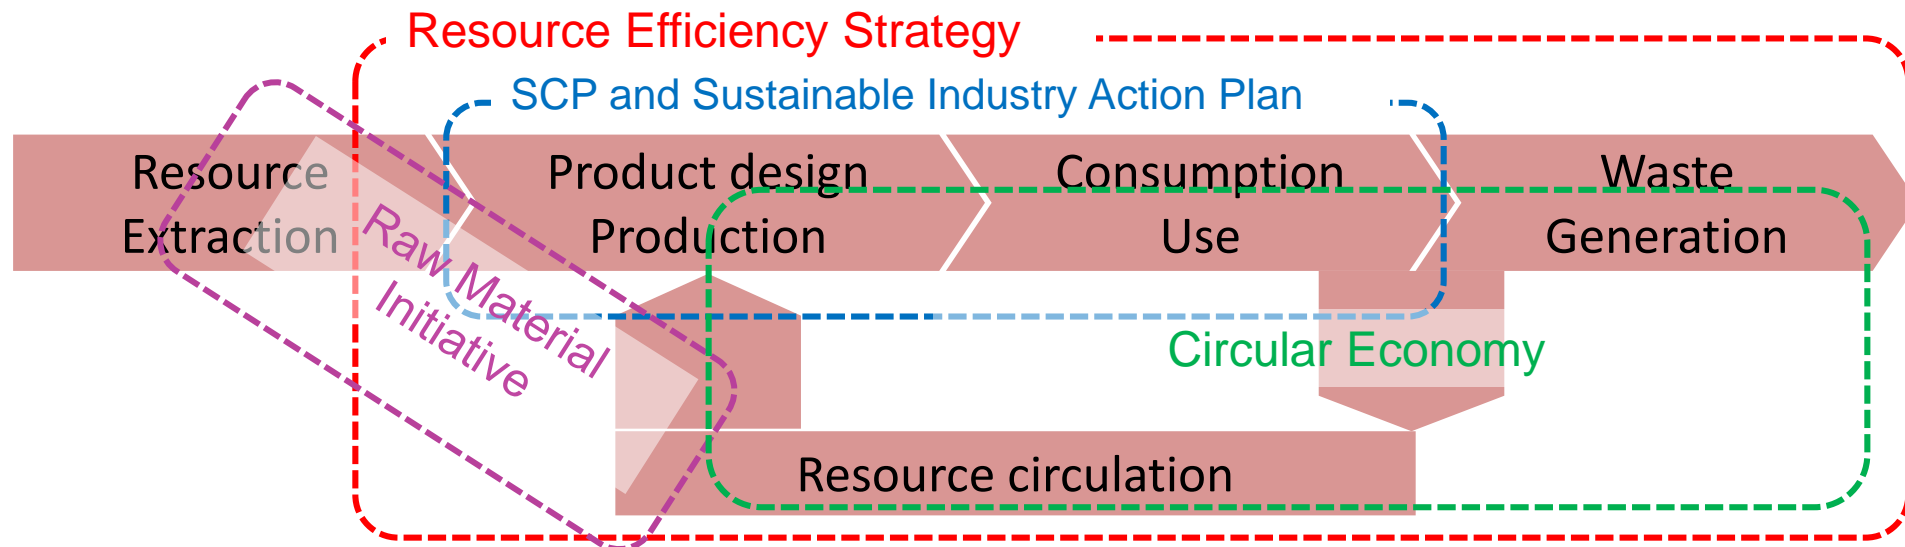 Resource Efficiency Strategy
SCP and Sustainable Industry Action Plan
Resource
Extraction
Product design
Production
Consumption
Use
Waste
Generation
Raw Material
Initiative
Circular Economy
Resource circulation